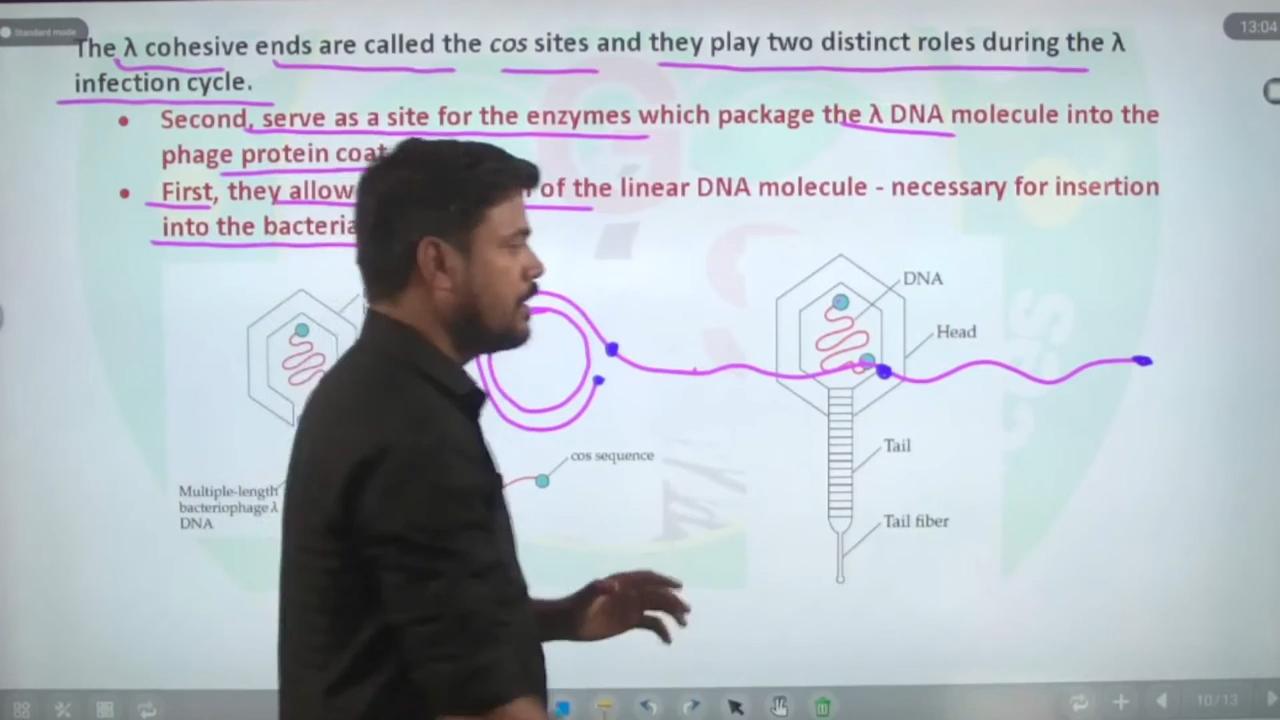 Standard mode
13:04
The λ cohesive ends are called the cos sites and they play two distinct roles during the λ
infection cycle.
• Second, serve as a site for the enzymes which package the λ DNA molecule into the
phage protein coat
• First, they allow of the linear DNA molecule - necessary for insertion
into the bacteria
DNA
Head
cos sequence
Tail
Multiple-length
bacteriophage λ
DNA
Tail fiber
10/13